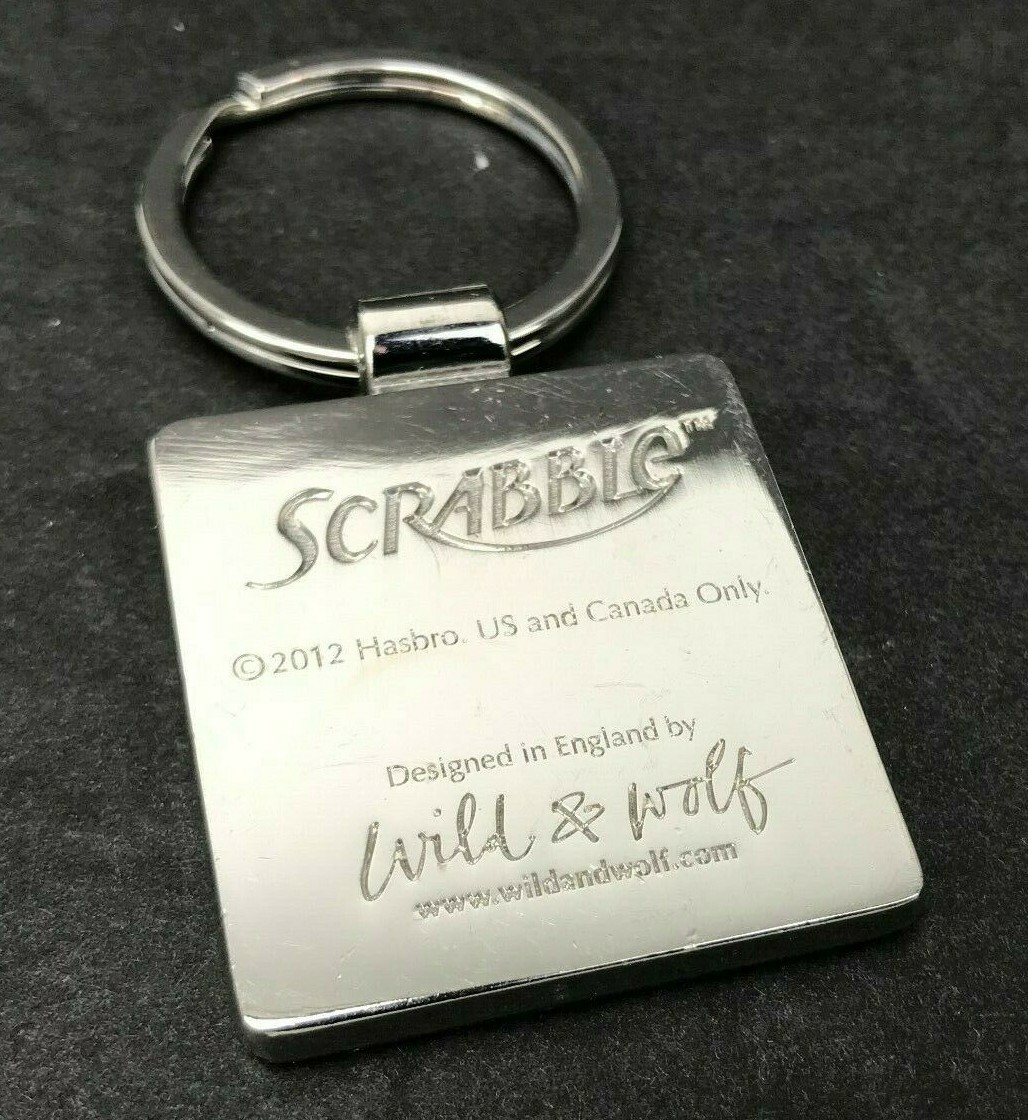 SCRABBLE™
©2012 Hasbro. US and Canada Only.
Designed in England by
wild & wolf
www.wildandwolf.com